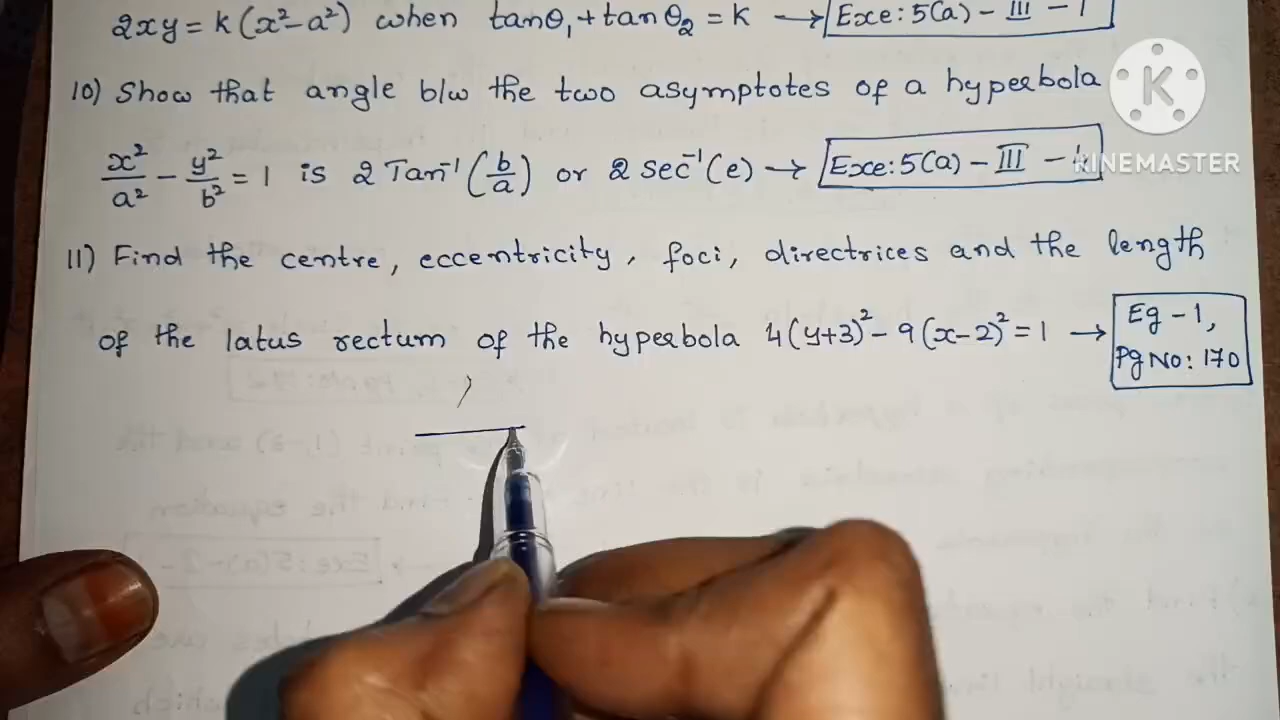 2xy = k(x²-a²) when tanθ₁ + tanθ₂ = k → Exe: 5(a) - III - 1
10) Show that angle b/w the two asymptotes of a hyperbola
x²/a² - y²/b² = 1 is 2 Tan⁻¹(b/a) or 2 sec⁻¹(e) → Exe: 5(a) - III -
K
KINEMASTER
11) Find the centre, eccentricity, foci, directrices and the length
of the latus rectum of the hyperbola 4(y+3)² - 9(x-2)² = 1 → Eg - 1,
Pg No: 170